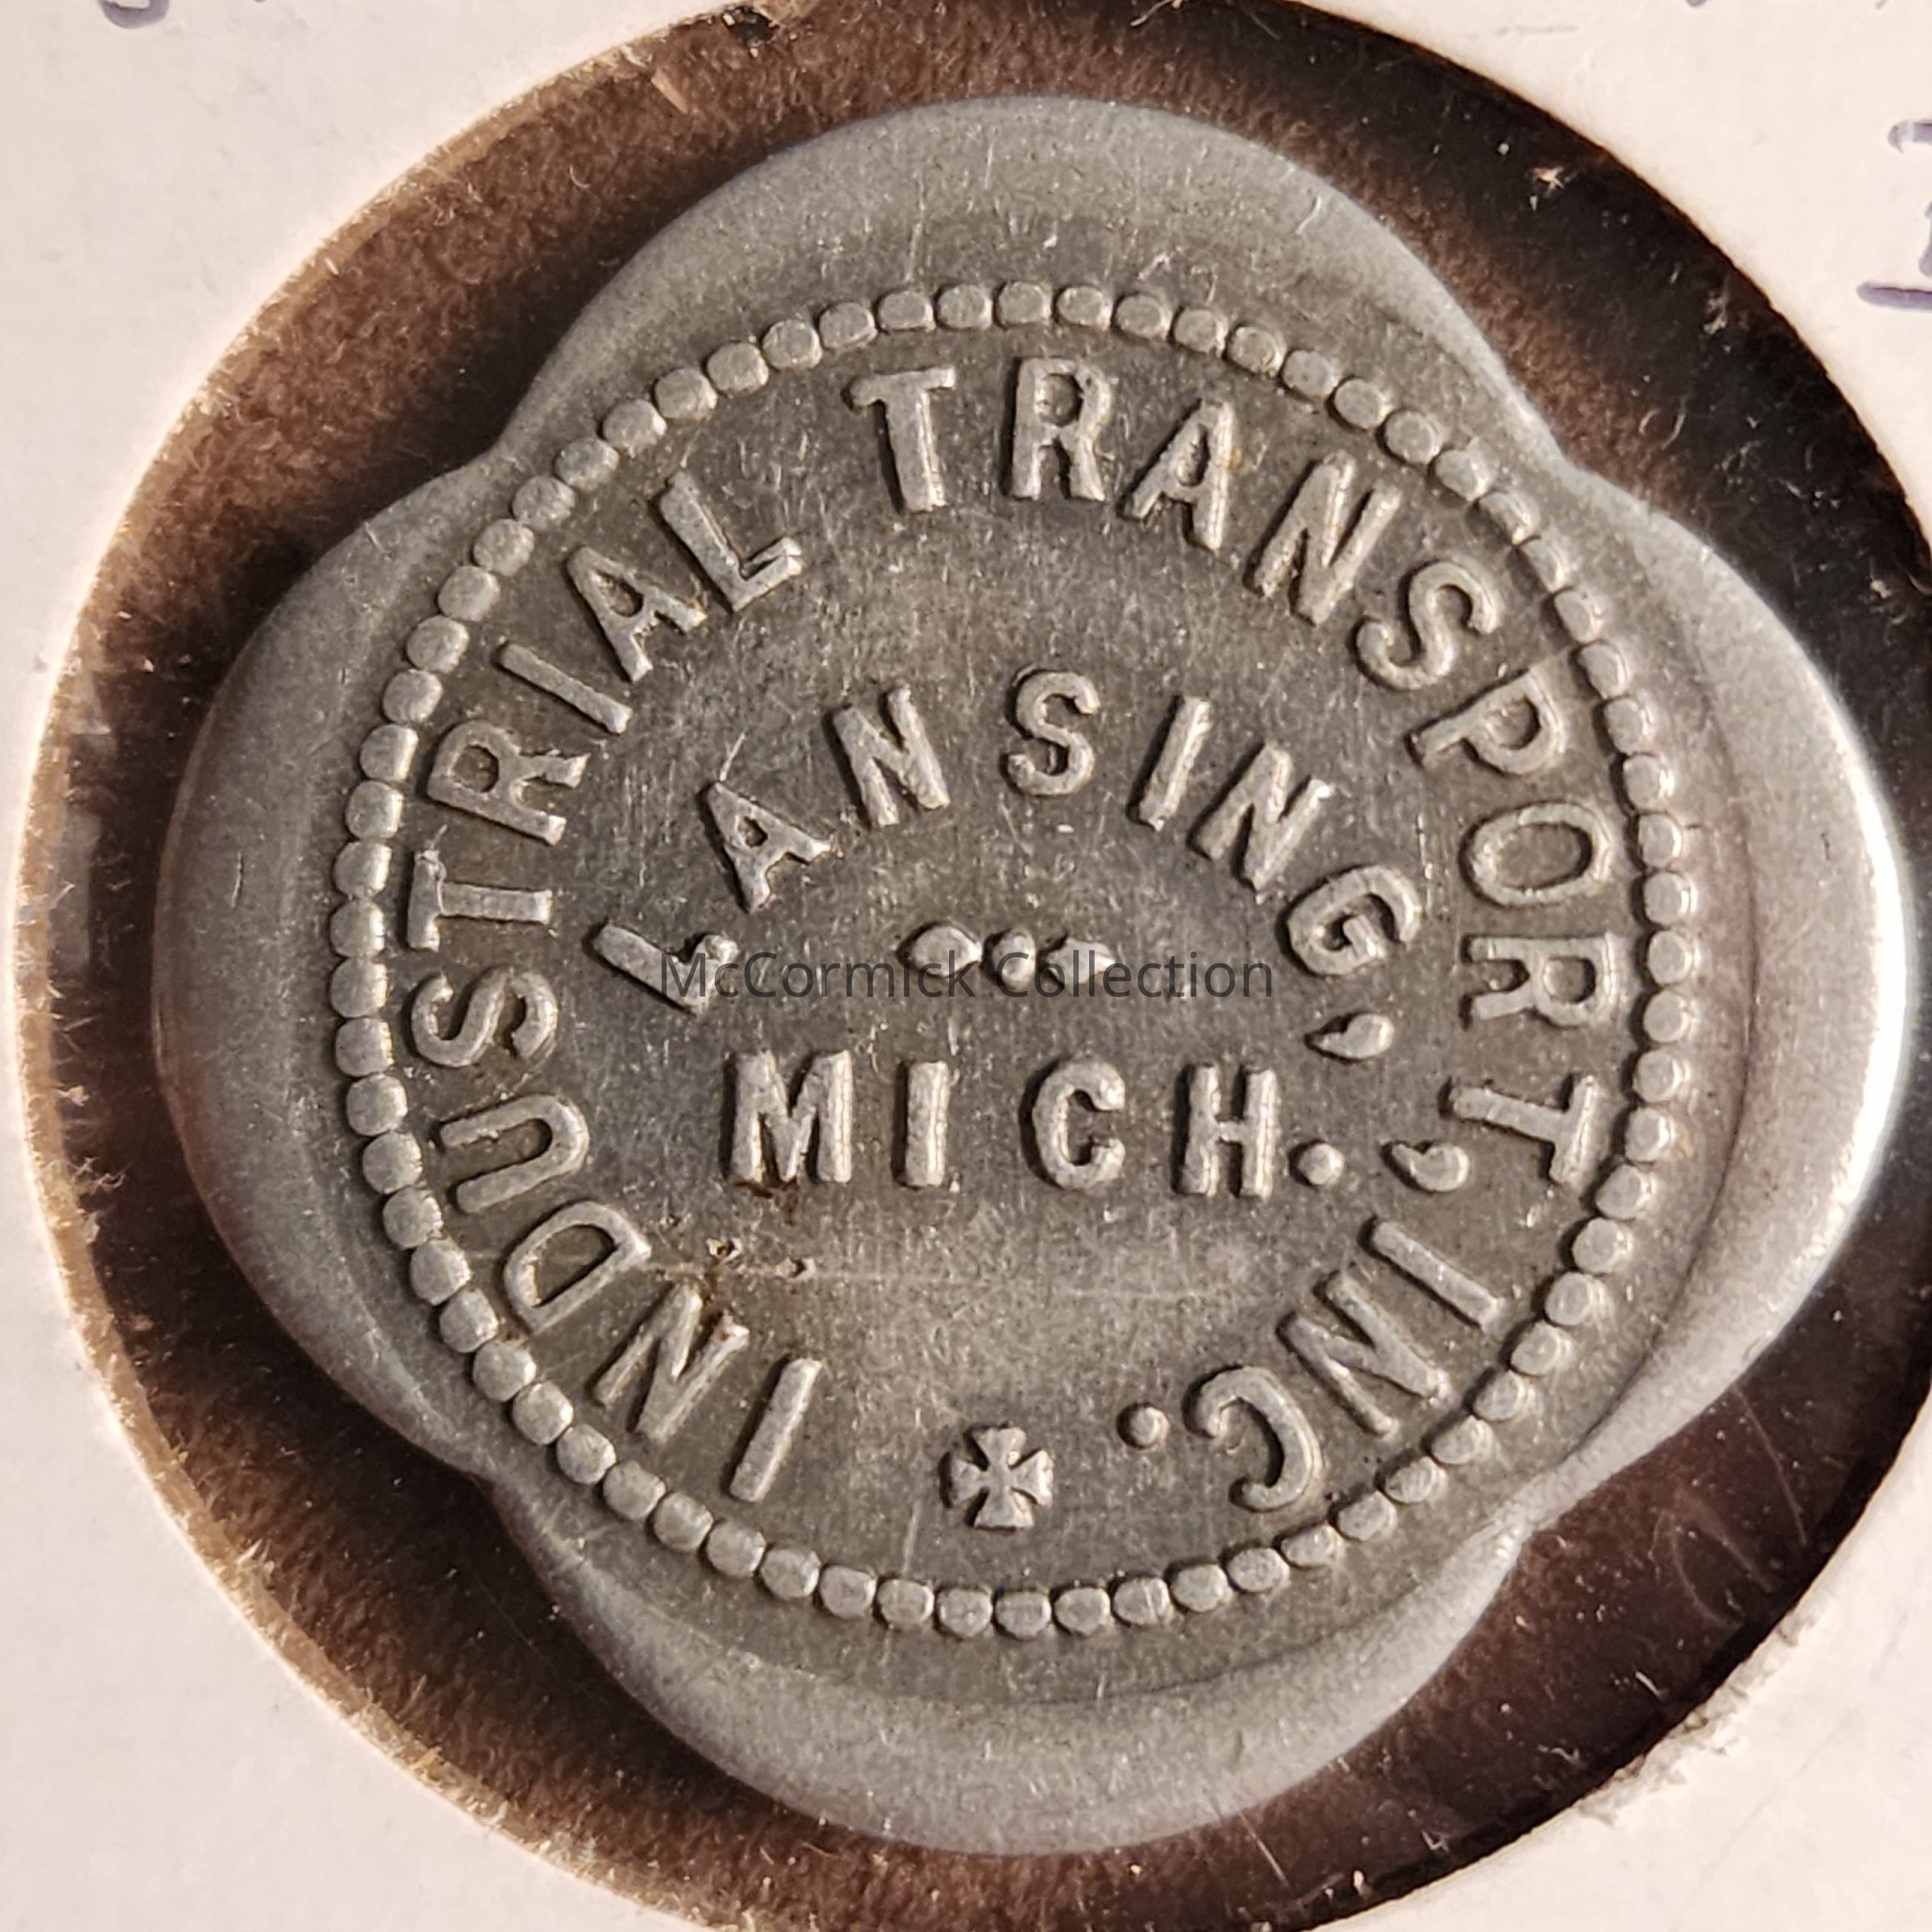 INDUSTRIAL TRANSPORT, INC.
LANSING,
MICH.
McCormick Collection